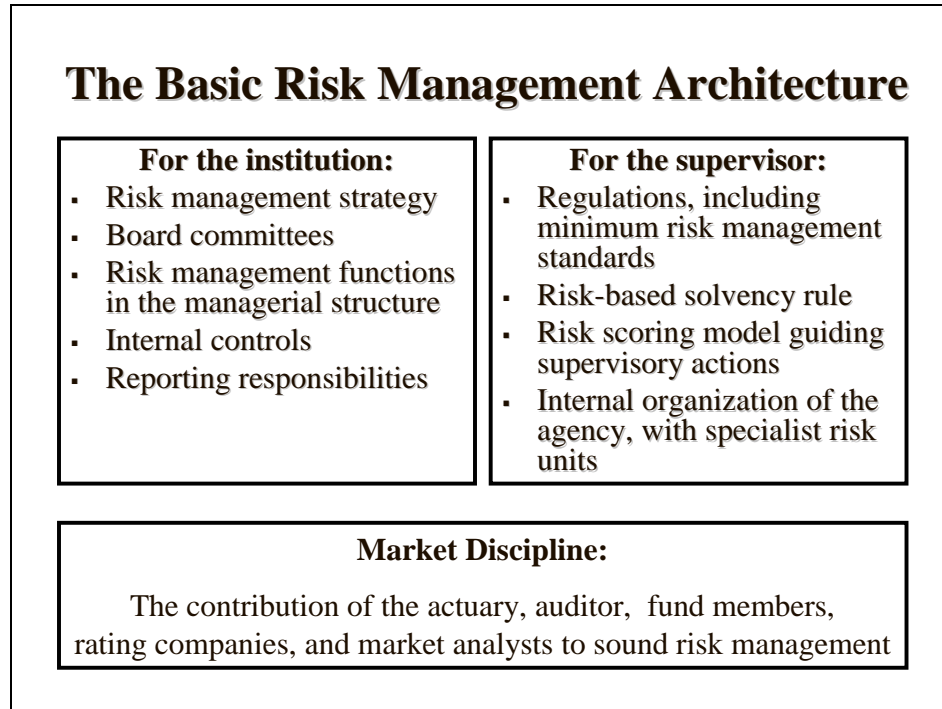 The Basic Risk Management Architecture
For the institution:
▪ Risk management strategy
▪ Board committees
▪ Risk management functions
in the managerial structure
▪ Internal controls
▪ Reporting responsibilities
For the supervisor:
▪ Regulations, including
minimum risk management
standards
▪ Risk-based solvency rule
▪ Risk scoring model guiding
supervisory actions
▪ Internal organization of the
agency, with specialist risk
units
Market Discipline:
The contribution of the actuary, auditor, fund members,
rating companies, and market analysts to sound risk management